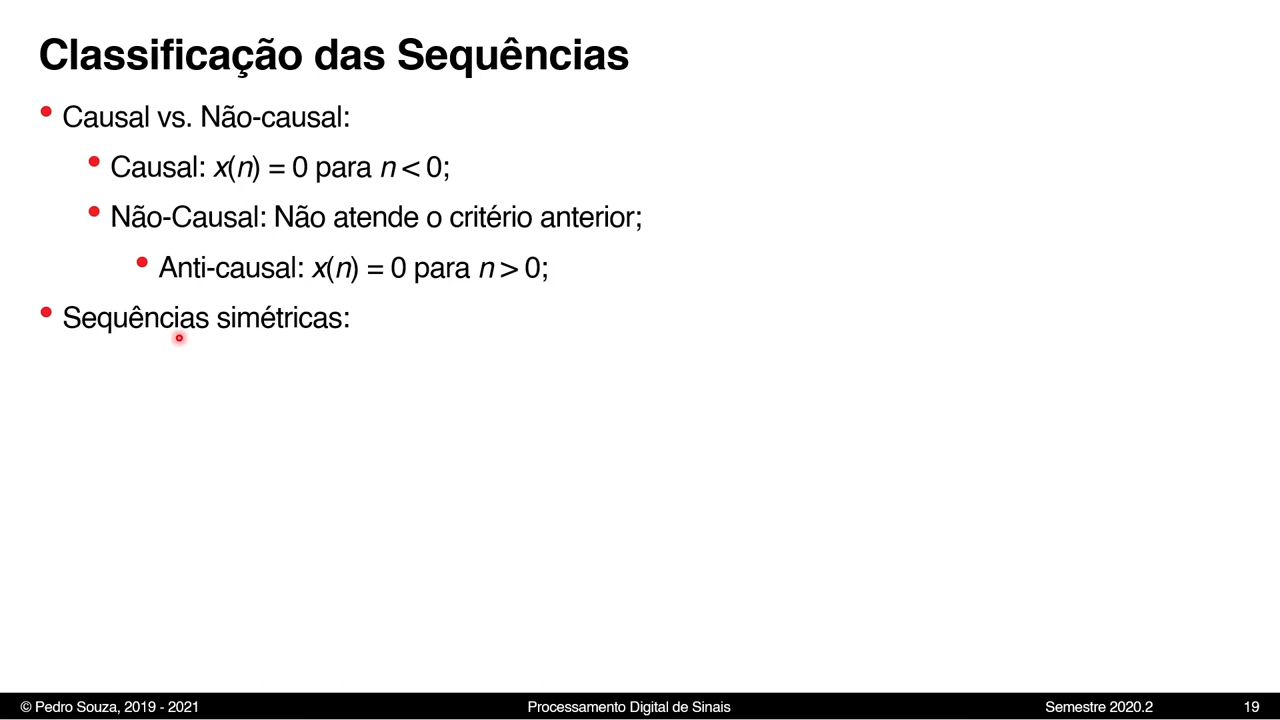 Classificação das Sequências
• Causal vs. Não-causal:
• Causal: x(n) = 0 para n < 0;
• Não-Causal: Não atende o critério anterior;
• Anti-causal: x(n) = 0 para n > 0;
• Sequências simétricas:
© Pedro Souza, 2019 - 2021 Processamento Digital de Sinais Semestre 2020.2 19